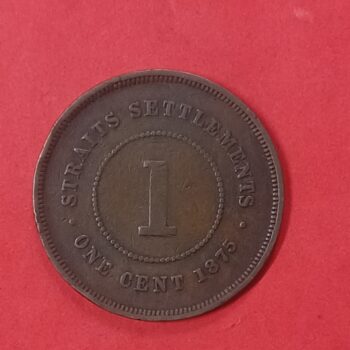 · STRAITS SETTLEMENTS ·
1
ONE CENT 1875